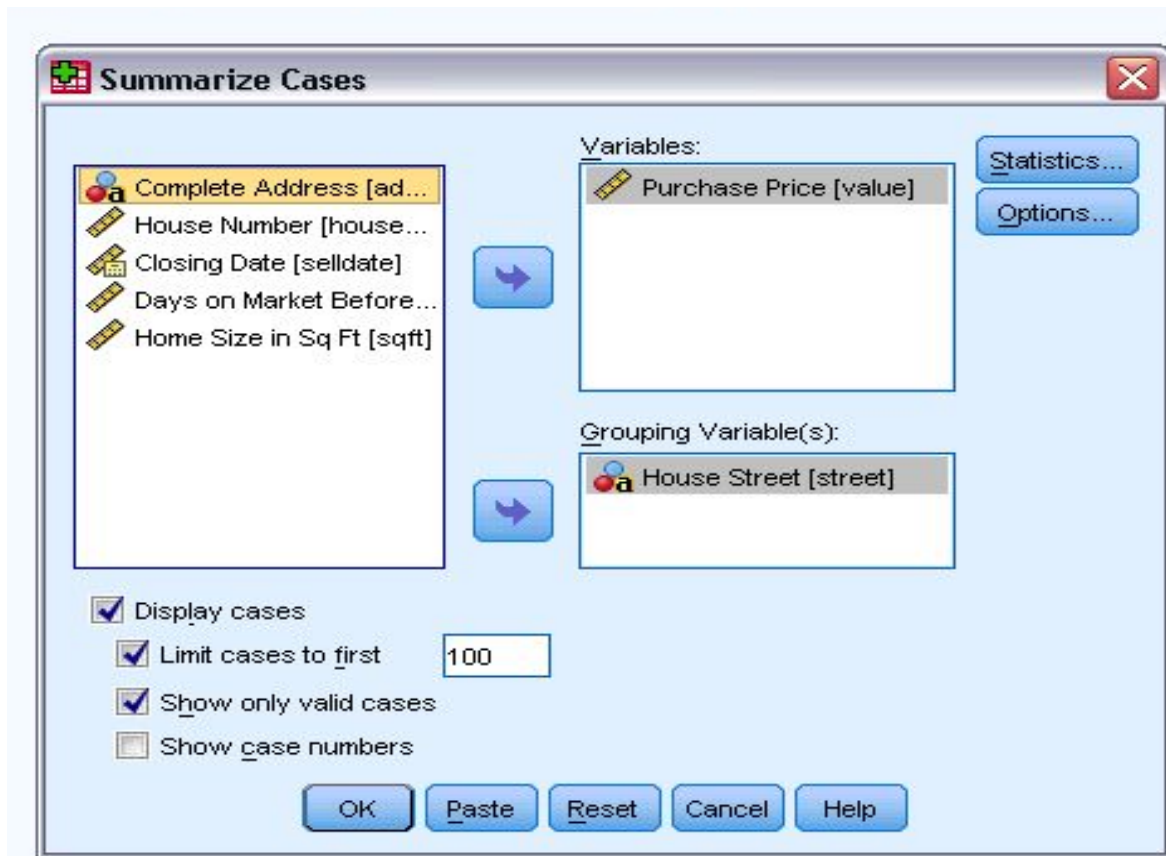 Summarize Cases
Complete Address [ad...
House Number [house...
Closing Date [selldate]
Days on Market Before...
Home Size in Sq Ft [sqft]
Variables:
Purchase Price [value]
Statistics...
Options...
Grouping Variable(s):
House Street [street]
Display cases
Limit cases to first 100
Show only valid cases
Show case numbers
OK Paste Reset Cancel Help